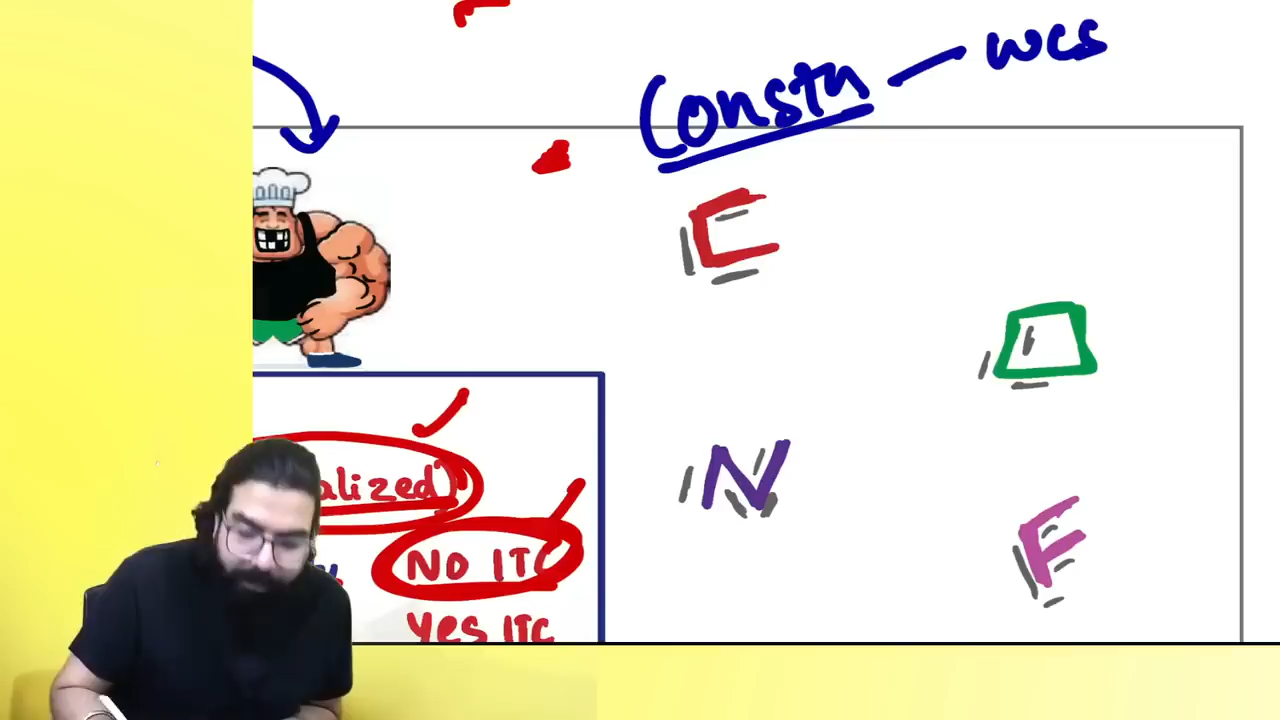 Constn — WCS
C
N
F
alized)
NO ITC
Yes ITC